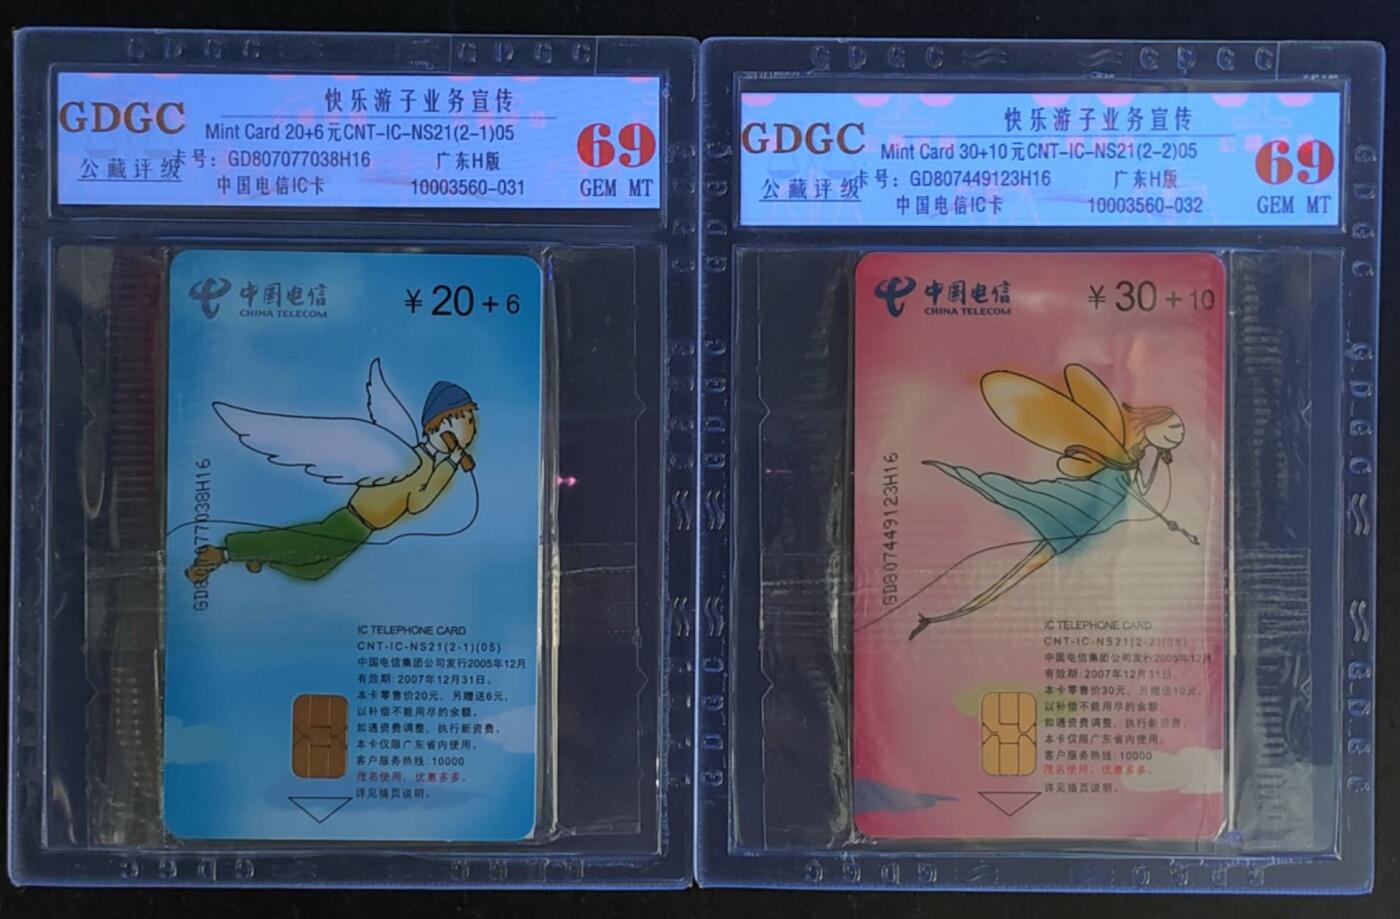 GDGC
公藏评级
快乐游子业务宣传
Mint Card 20+6元CNT-IC-NS21(2-1)05
卡号：GD807077038H16 广东H版
中国电信IC卡 10003560-031
69
GEM MT
中国电信
CHINA TELECOM
¥20+6
GD807077038H16
IC TELEPHONE CARD
CNT-IC-NS21(2-1)(05)
中国电信集团公司发行2005年12月
有效期: 2007年12月31日。
本卡零售价20元，另赠送6元，
以补偿不能用尽的余额。
如遇资费调整，执行新资费。
本卡仅限广东省内使用。
客户服务热线: 10000
茂名使用，优惠多多。
详见插页说明。
GDGC
公藏评级
快乐游子业务宣传
Mint Card 30+10元CNT-IC-NS21(2-2)05
卡号：GD807449123H16 广东H版
中国电信IC卡 10003560-032
69
GEM MT
中国电信
CHINA TELECOM
¥30+10
GD807449123H16
IC TELEPHONE CARD
CNT-IC-NS21(2-2)(05)
中国电信集团公司发行2005年12月
有效期: 2007年12月31日。
本卡零售价30元，另赠送10元，
以补偿不能用尽的余额。
如遇资费调整，执行新资费。
本卡仅限广东省内使用。
客户服务热线: 10000
茂名使用，优惠多多。
详见插页说明。